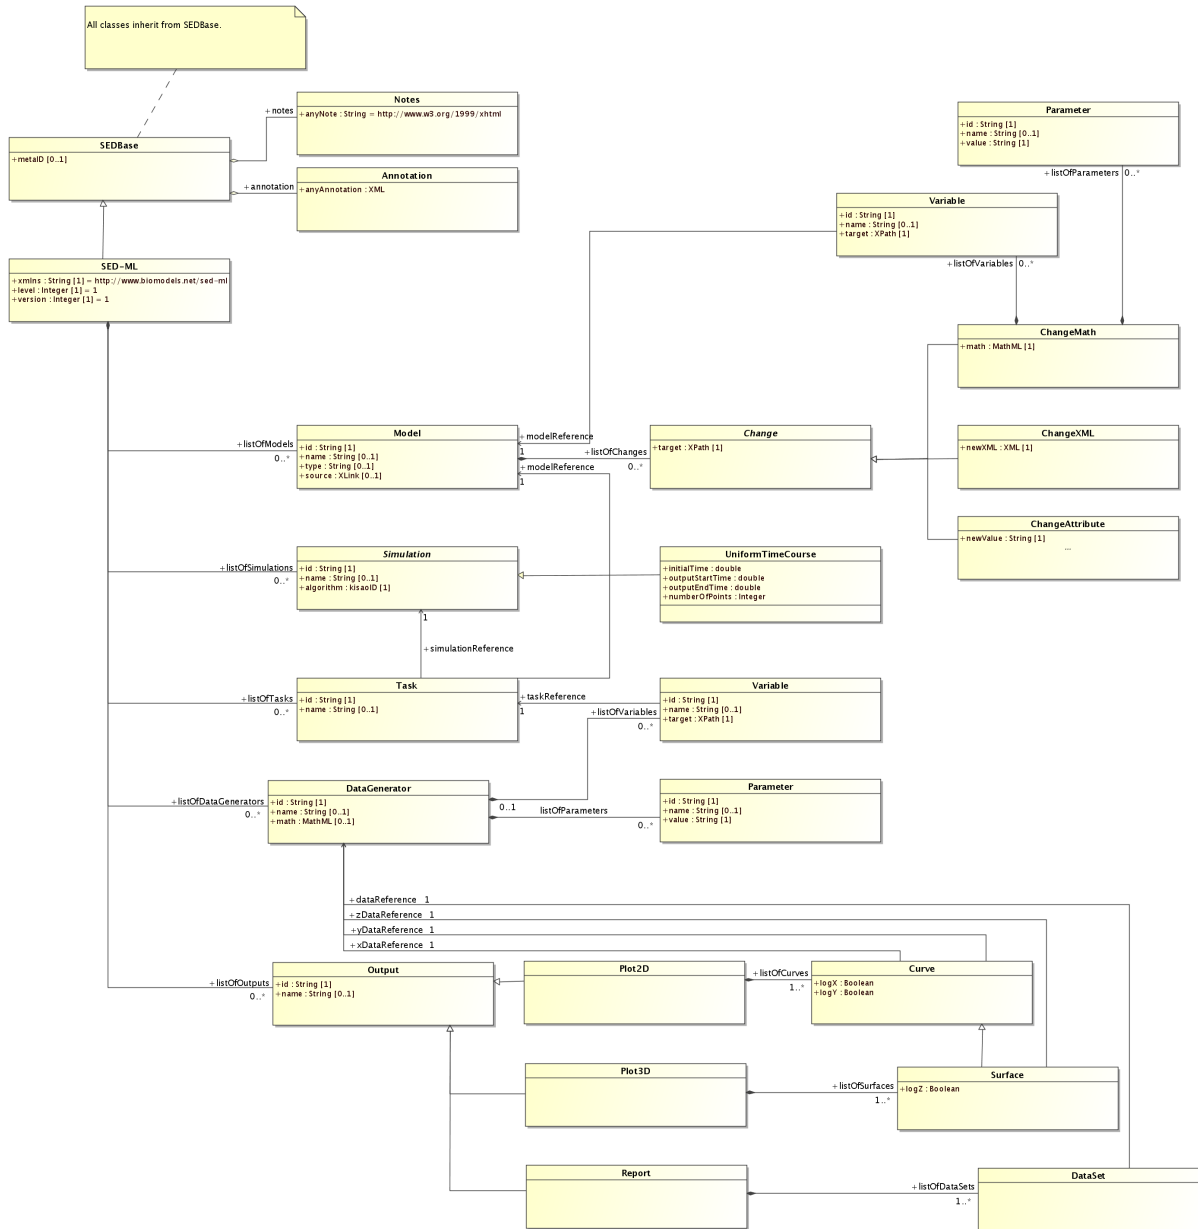 All classes inherit from SEDBase.
Notes
+anyNote : String = http://www.w3.org/1999/xhtml
+notes
SEDBase
+metaID [0..1]
Annotation
+anyAnnotation : XML
+annotation
Parameter
+id : String [1]
+name : String [0..1]
+value : String [1]
+listOfParameters 0..*
Variable
+id : String [1]
+name : String [0..1]
+target : XPath [1]
+listOfVariables 0..*
SED-ML
+xmlns : String [1] = http://www.biomodels.net/sed-ml
+level : Integer [1] = 1
+version : Integer [1] = 1
ChangeMath
+math : MathML [1]
+listOfModels
0..*
Model
+id : String [1]
+name : String [0..1]
+type : String [0..1]
+source : XLink [0..1]
+modelReference
1
+listOfChanges
0..*
+modelReference
1
Change
+target : XPath [1]
ChangeXML
+newXML : XML [1]
ChangeAttribute
+newValue : String [1]
...
+listOfSimulations
0..*
Simulation
+id : String [1]
+name : String [0..1]
+algorithm : kisaoID [1]
UniformTimeCourse
+initialTime : double
+outputStartTime : double
+outputEndTime : double
+numberOfPoints : Integer
1
+simulationReference
+listOfTasks
0..*
Task
+id : String [1]
+name : String [0..1]
+taskReference
1
+listOfVariables
0..*
Variable
+id : String [1]
+name : String [0..1]
+target : XPath [1]
+listOfDataGenerators
0..*
DataGenerator
+id : String [1]
+name : String [0..1]
+math : MathML [0..1]
0..1
listOfParameters
0..*
Parameter
+id : String [1]
+name : String [0..1]
+value : String [1]
+dataReference 1
+zDataReference 1
+yDataReference 1
+xDataReference 1
+listOfOutputs
0..*
Output
+id : String [1]
+name : String [0..1]
Plot2D
+listOfCurves
1..*
Curve
+logX : Boolean
+logY : Boolean
Plot3D
+listOfSurfaces
1..*
Surface
+logZ : Boolean
Report
+listOfDataSets
1..*
DataSet